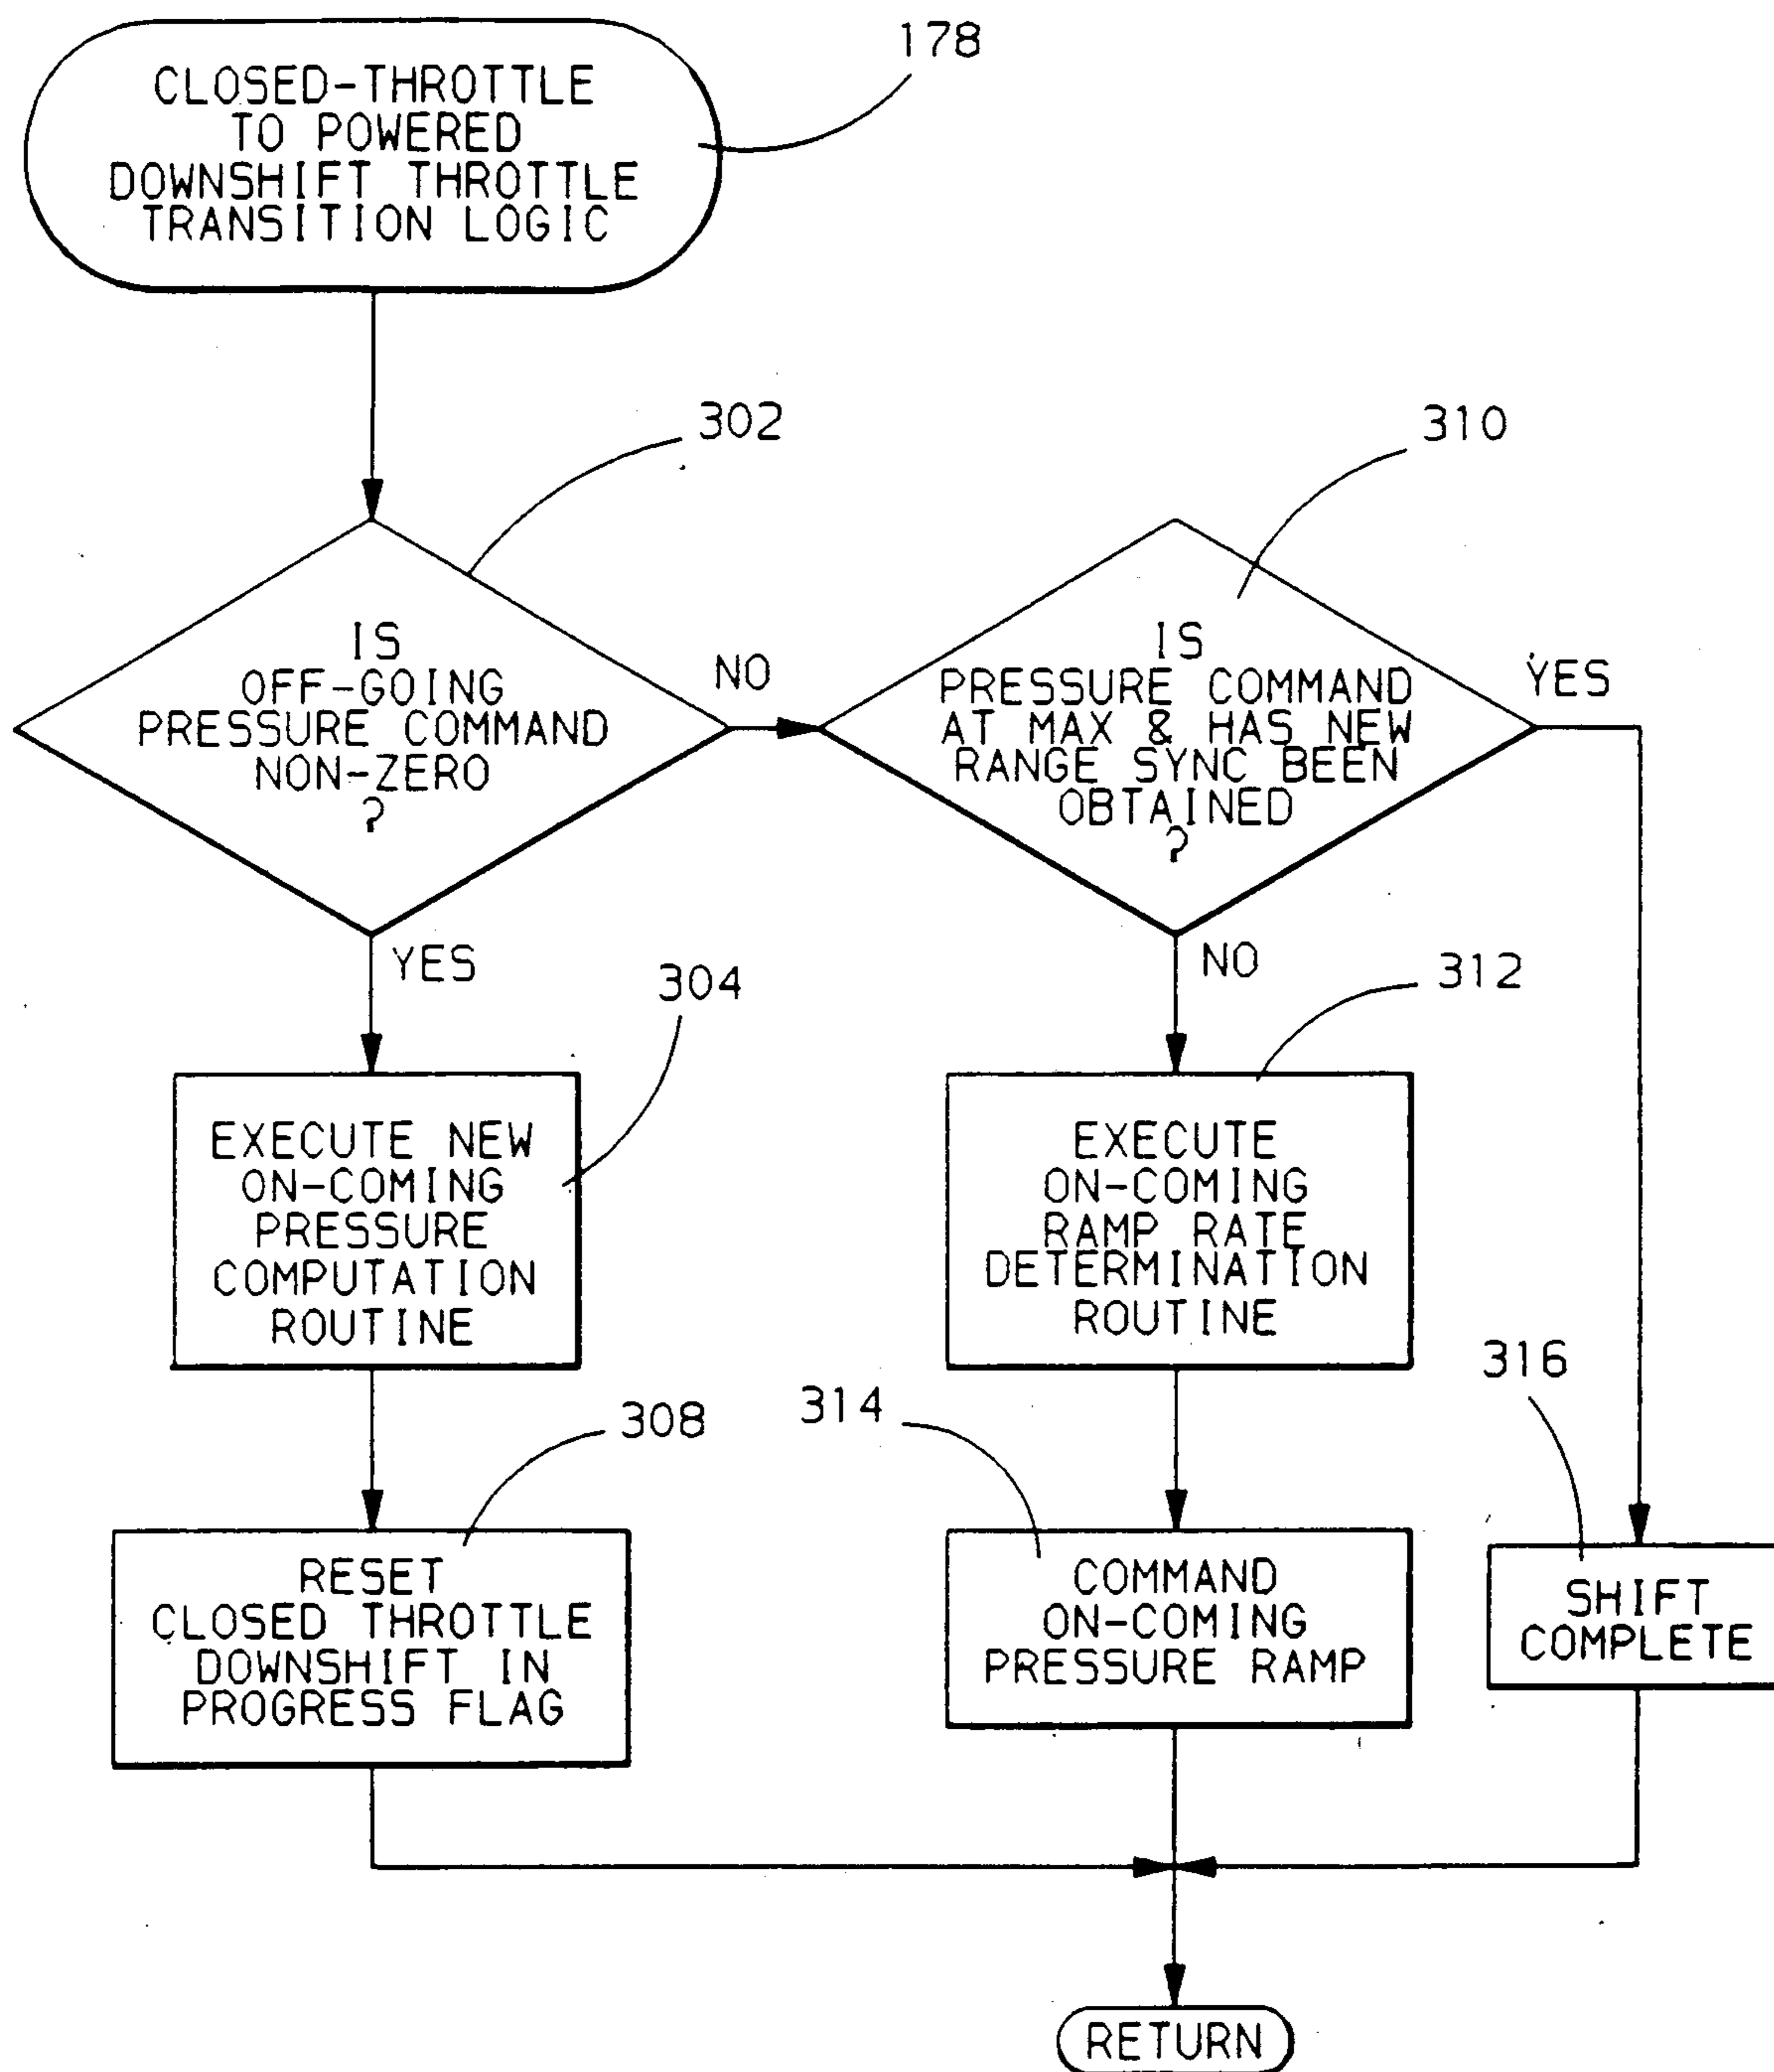 CLOSED-THROTTLE
TO POWERED
DOWNSHIFT THROTTLE
TRANSITION LOGIC
178
302
310
IS
OFF-GOING
PRESSURE COMMAND
NON-ZERO
?
NO
IS
PRESSURE COMMAND
AT MAX & HAS NEW
RANGE SYNC BEEN
OBTAINED
?
YES
YES
304
NO
312
EXECUTE NEW
ON-COMING
PRESSURE
COMPUTATION
ROUTINE
EXECUTE
ON-COMING
RAMP RATE
DETERMINATION
ROUTINE
308
314
316
RESET
CLOSED THROTTLE
DOWNSHIFT IN
PROGRESS FLAG
COMMAND
ON-COMING
PRESSURE RAMP
SHIFT
COMPLETE
RETURN